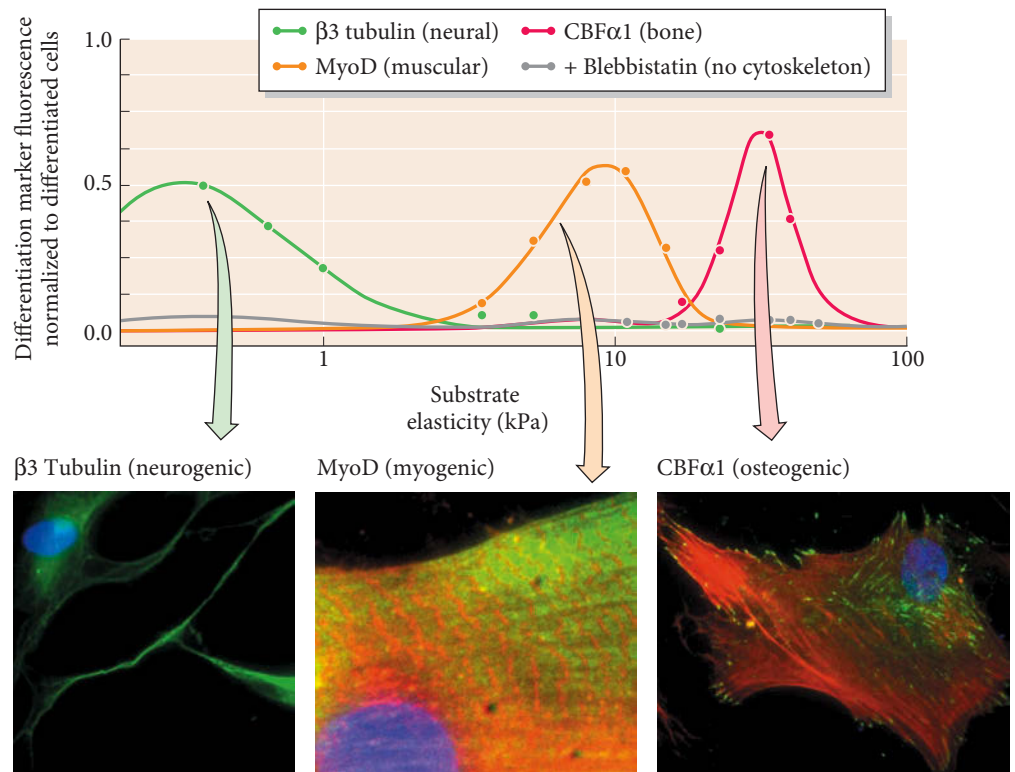 β3 tubulin (neural)
CBFα1 (bone)
MyoD (muscular)
+ Blebbistatin (no cytoskeleton)
Differentiation marker fluorescence
normalized to differentiated cells
1.0
0.5
0.0
1
10
100
Substrate
elasticity (kPa)
β3 Tubulin (neurogenic)
MyoD (myogenic)
CBFα1 (osteogenic)